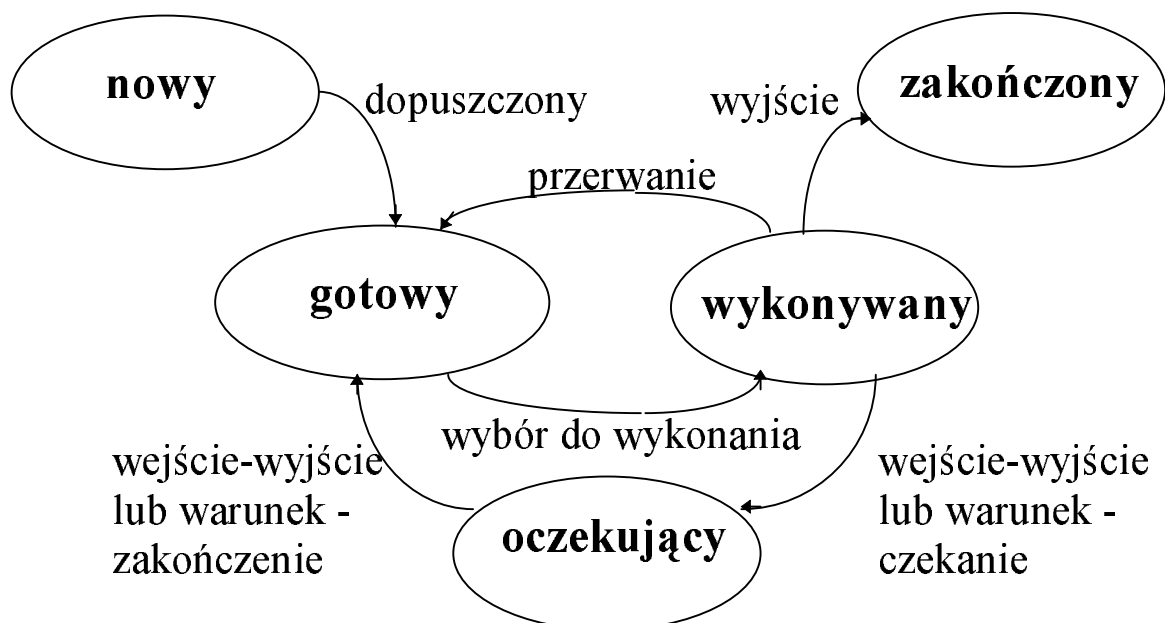 nowy
zakończony
dopuszczony
wyjście
przerwanie
gotowy
wykonywany
wybór do wykonania
wejście-wyjście
lub warunek -
zakończenie
wejście-wyjście
lub warunek -
czekanie
oczekujący